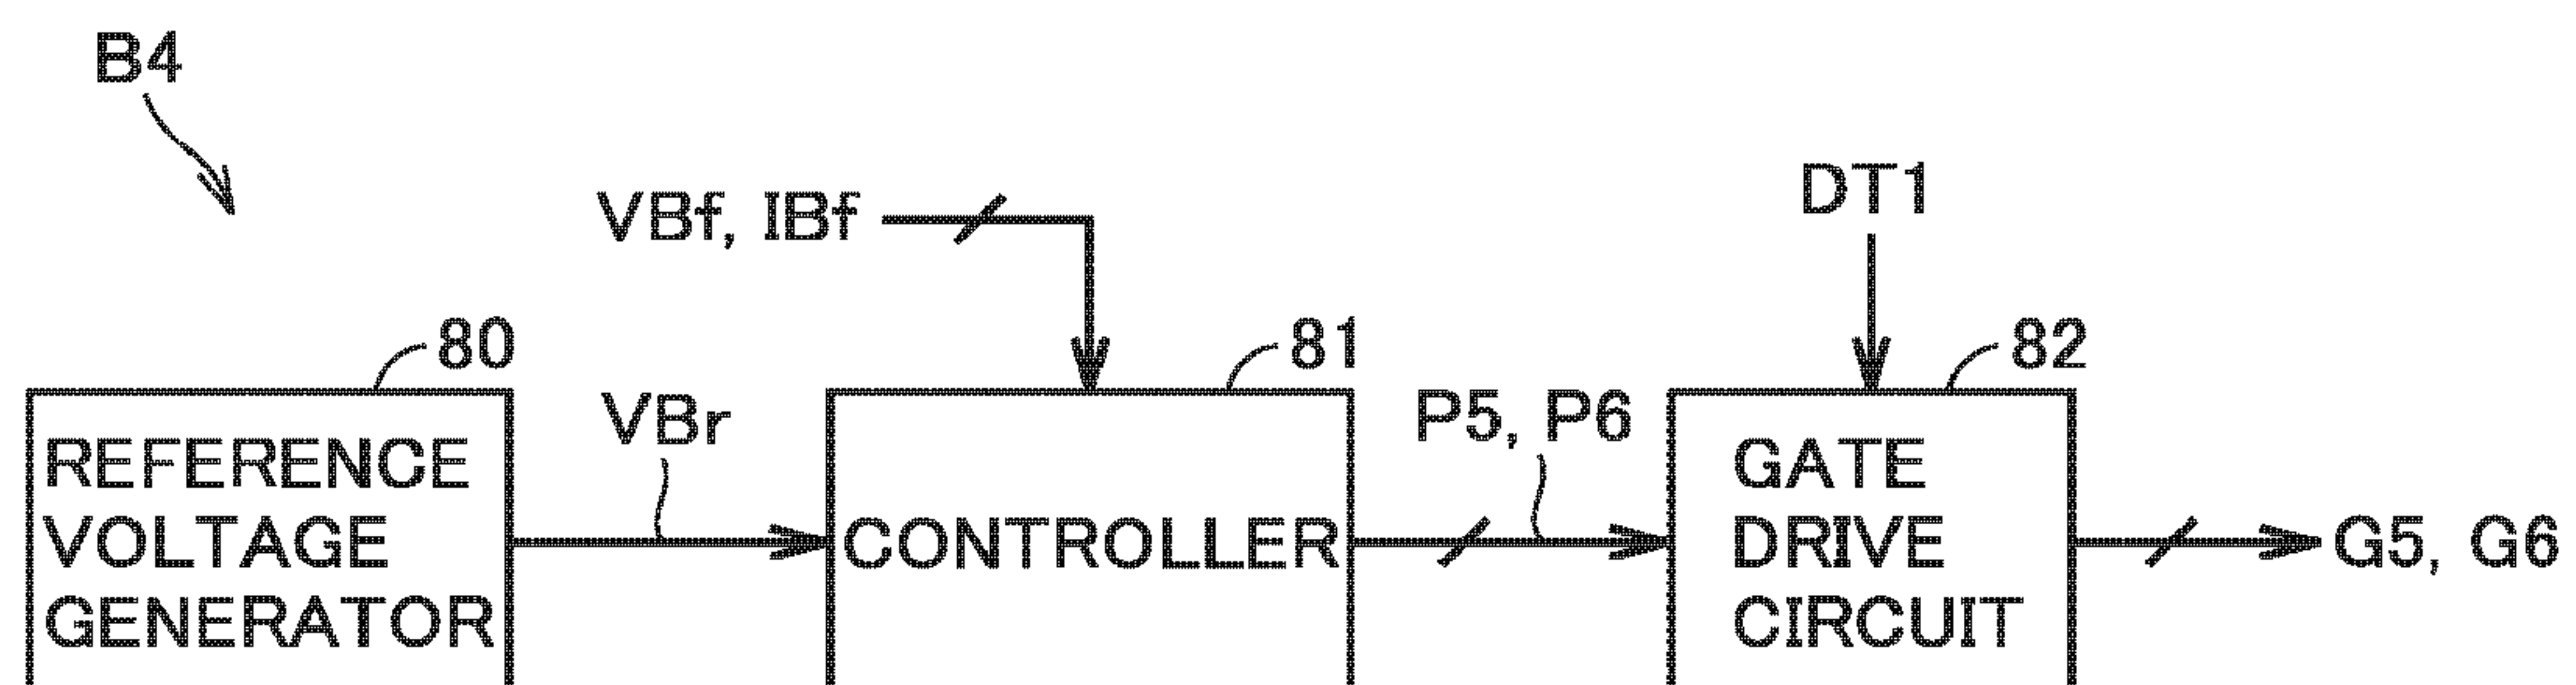 B4
VBf, IBf
DT1
80
81
82
VBr
P5, P6
REFERENCE
VOLTAGE
GENERATOR
CONTROLLER
GATE
DRIVE
CIRCUIT
G5, G6